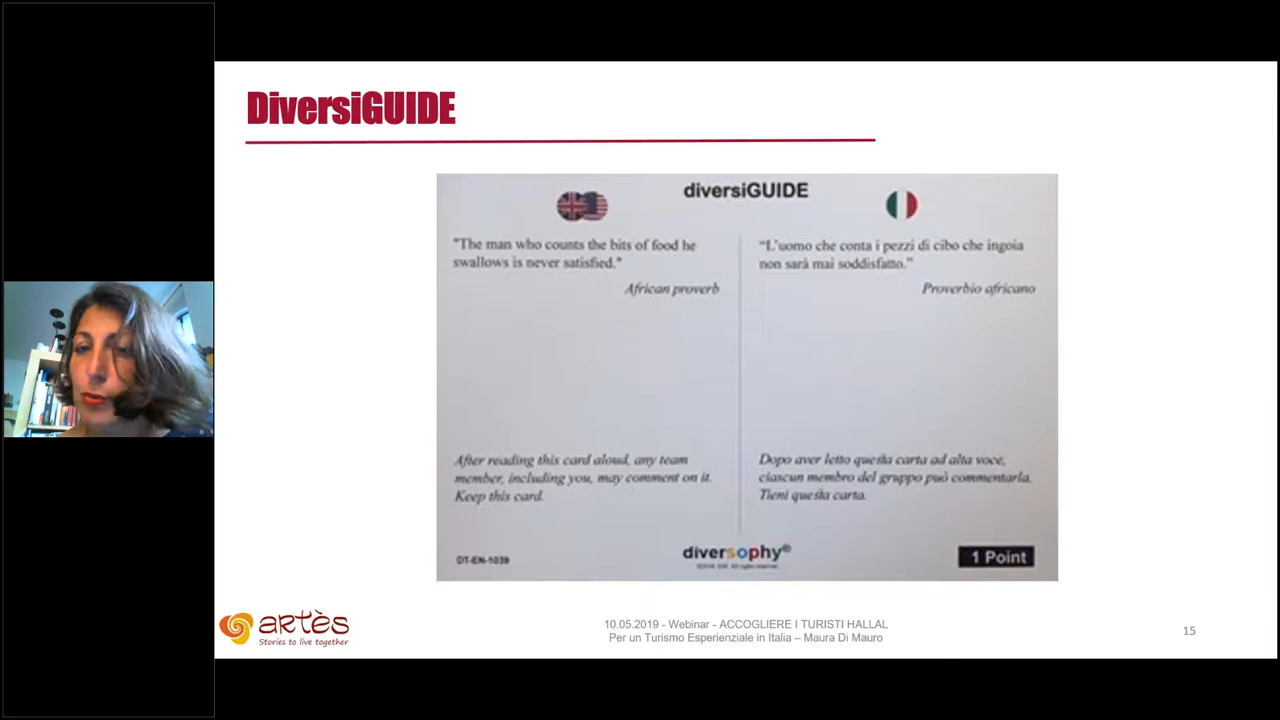 DiversiGUIDE
diversiGUIDE
"The man who counts the bits of food he
swallows is never satisfied."
African proverb
After reading this card aloud, any team
member, including you, may comment on it.
Keep this card.
"L'uomo che conta i pezzi di cibo che ingoia
non sarà mai soddisfatto."
Proverbio africano
Dopo aver letto questa carta ad alta voce,
ciascun membro del gruppo può commentarla.
Tieni questa carta.
DT-EN-1039
diversophy®
All rights reserved.
1 Point
artès
Stories to live together
10.05.2019 - Webinar - ACCOGLIERE I TURISTI HALLAL
Per un Turismo Esperienziale in Italia – Maura Di Mauro
15